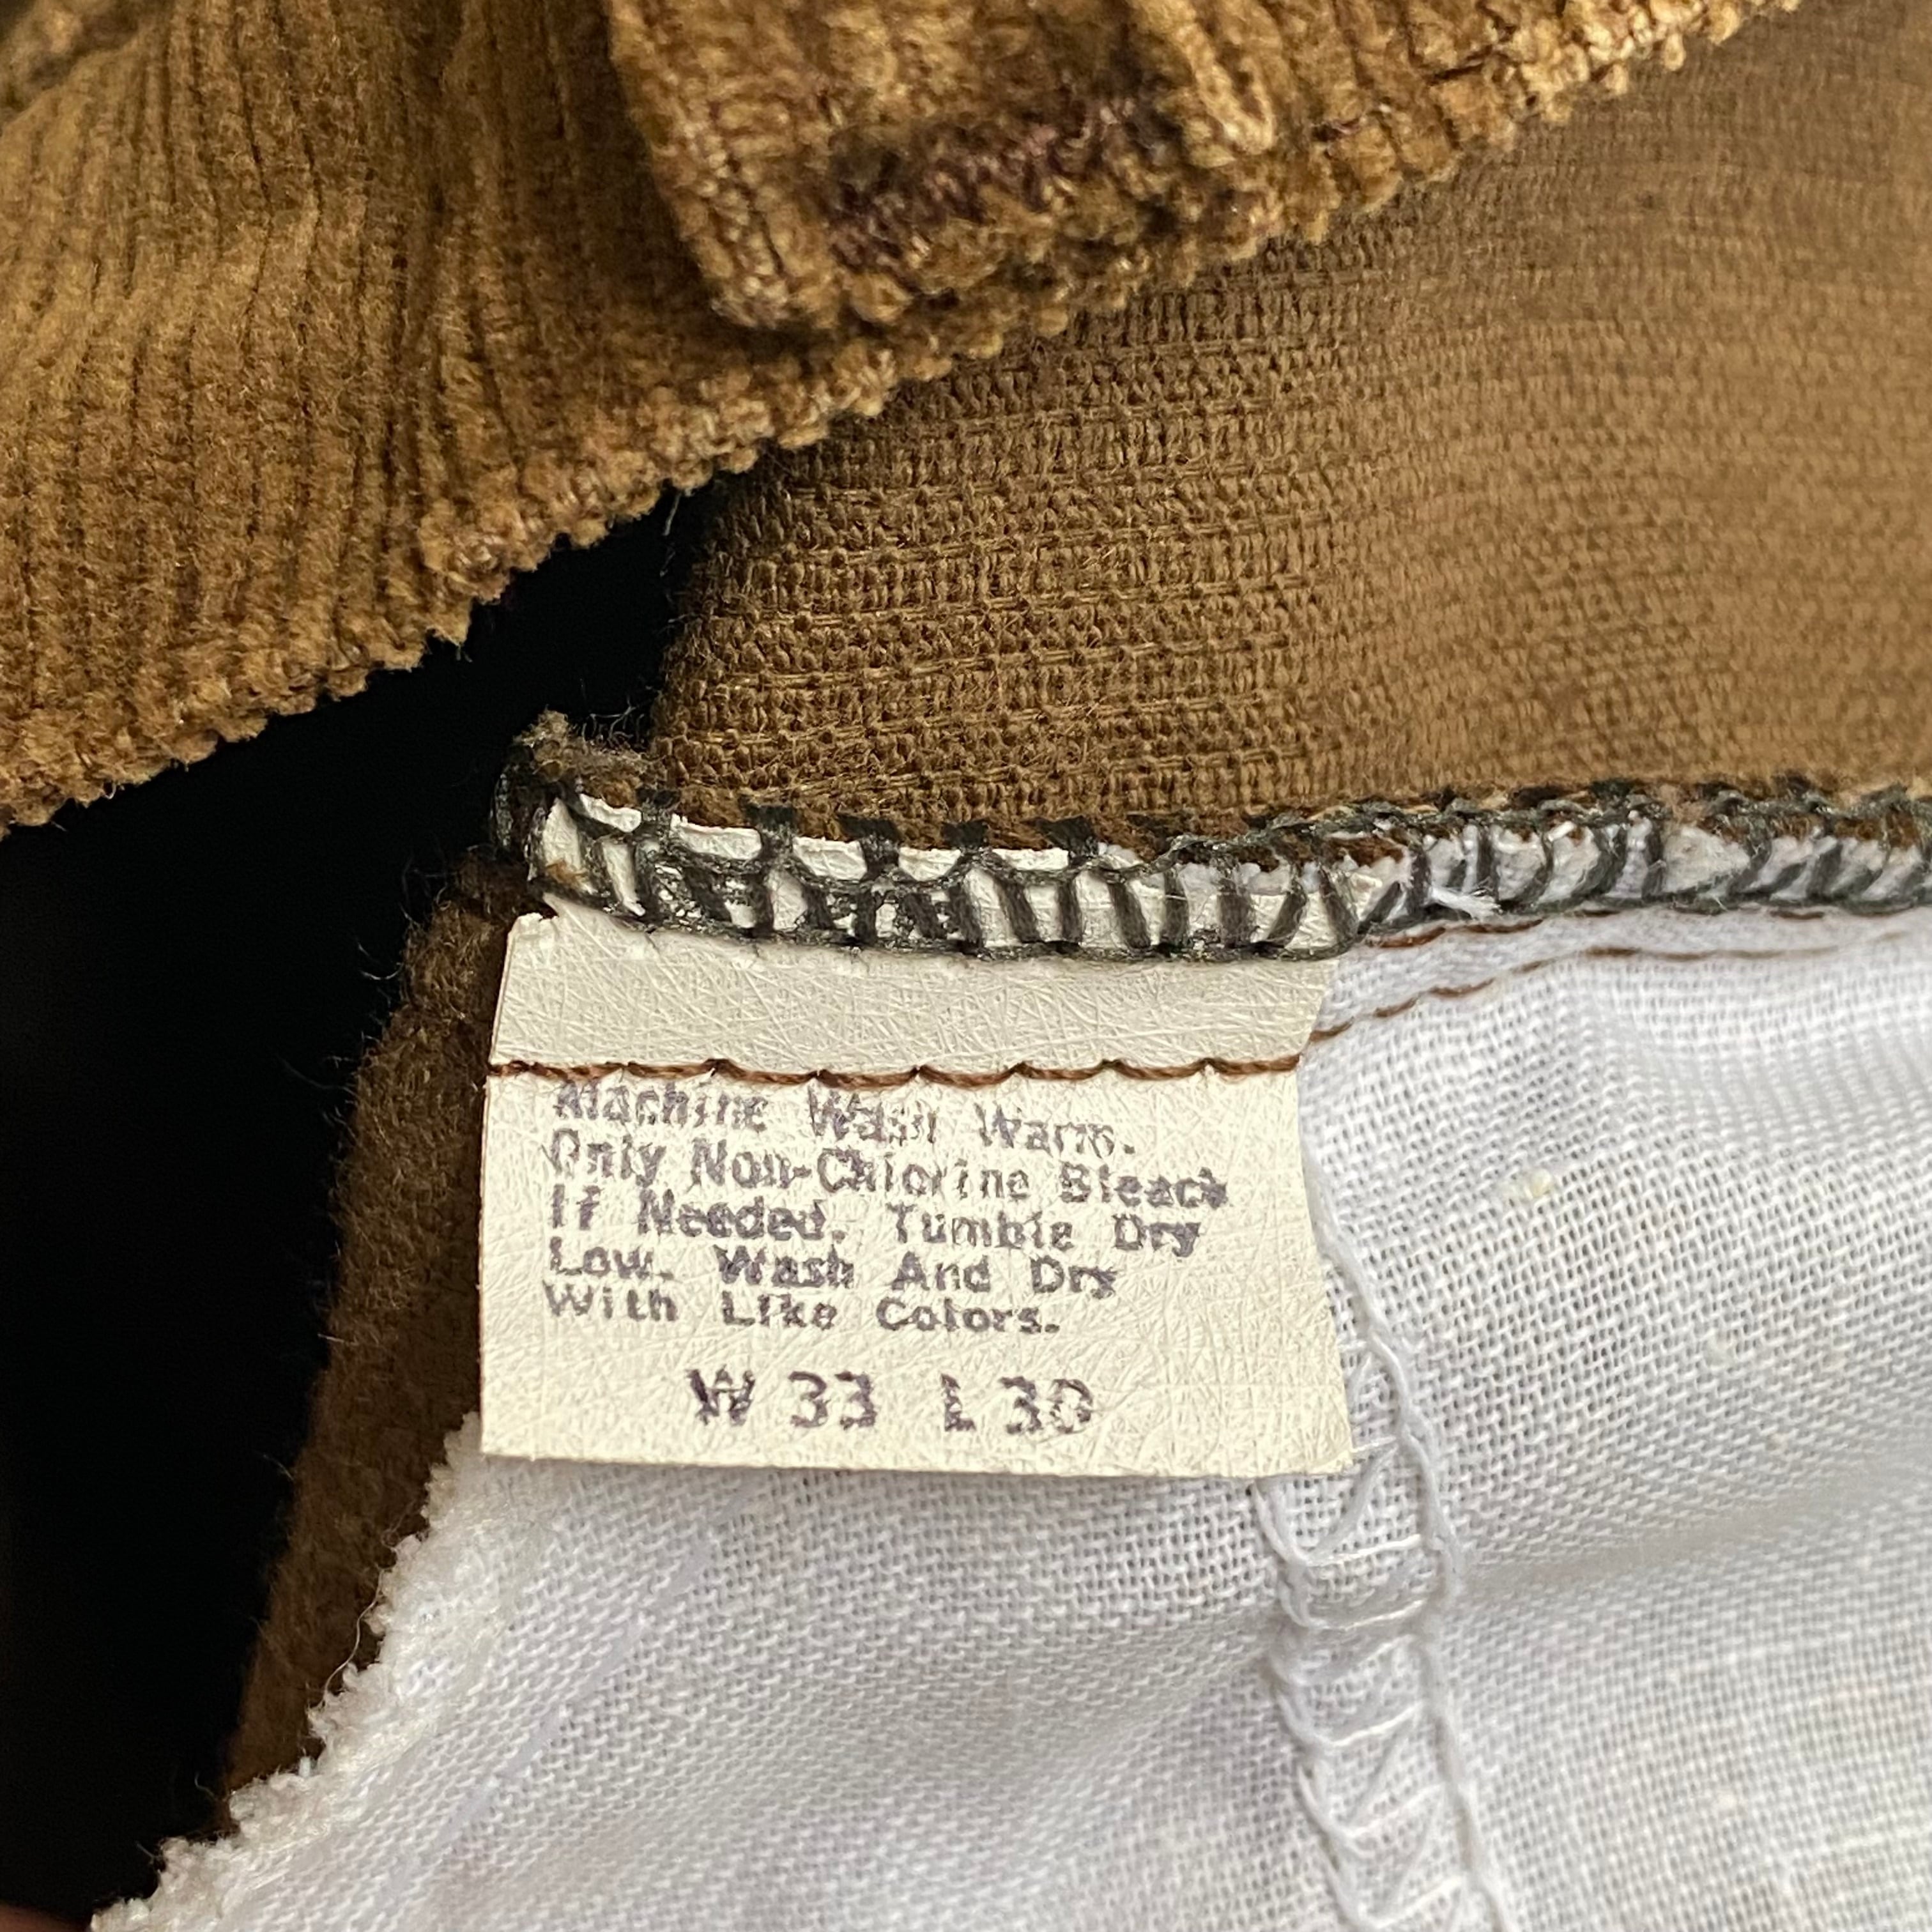 Machine Wash Warm.
Only Non-Chlorine Bleach
If Needed. Tumble Dry
Low. Wash And Dry
With Like Colors.
W 33 L 30